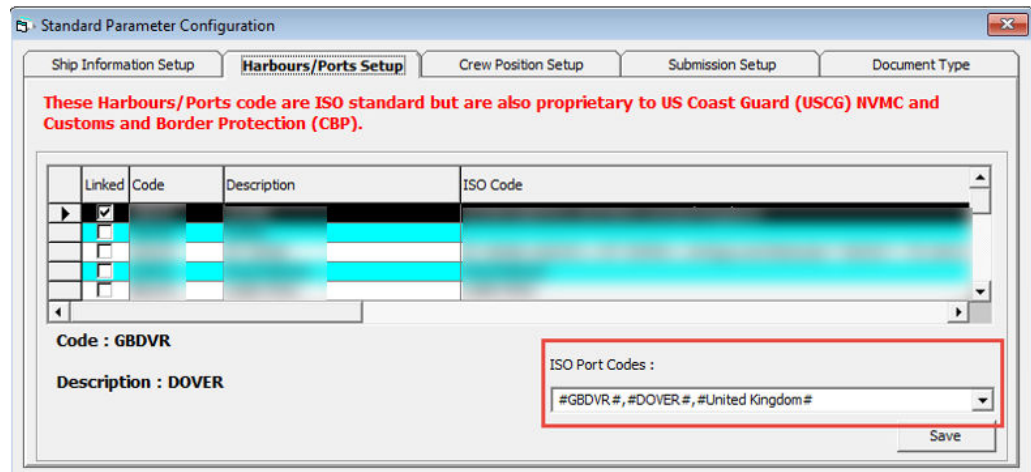 Standard Parameter Configuration
Ship Information Setup Harbours/Ports Setup Crew Position Setup Submission Setup Document Type
These Harbours/Ports code are ISO standard but are also proprietary to US Coast Guard (USCG) NVMC and
Customs and Border Protection (CBP).
Linked Code Description ISO Code
Code : GBDVR
Description : DOVER
ISO Port Codes :
#GBDVR#,#DOVER#,#United Kingdom#
Save